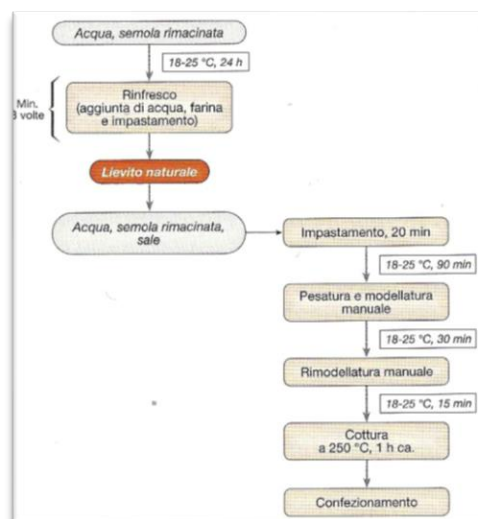 Acqua, semola rimacinata
18-25 °C, 24 h
Min.
3 volte
Rinfresco
(aggiunta di acqua, farina
e impastamento)
Lievito naturale
Acqua, semola rimacinata,
sale
Impastamento, 20 min
18-25 °C, 90 min
Pesatura e modellatura
manuale
18-25 °C, 30 min
Rimodellatura manuale
18-25 °C, 15 min
Cottura
a 250 °C, 1 h ca.
Confezionamento